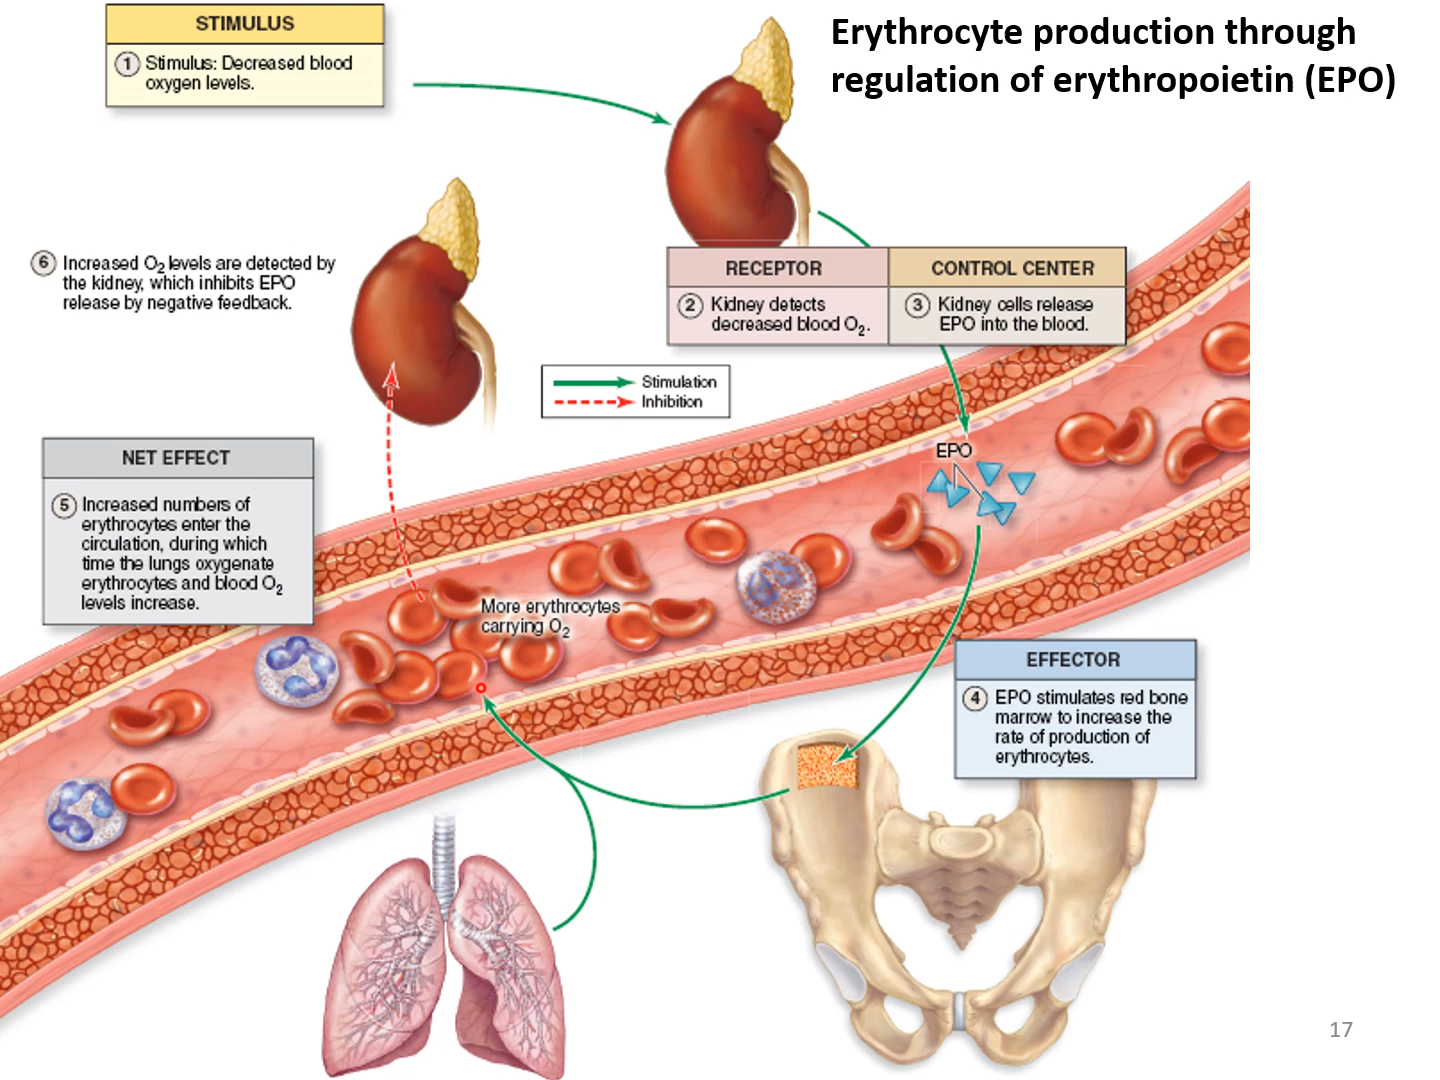 Erythrocyte production through
regulation of erythropoietin (EPO)
STIMULUS
1 Stimulus: Decreased blood
oxygen levels.
RECEPTOR
2 Kidney detects
decreased blood O2.
CONTROL CENTER
3 Kidney cells release
EPO into the blood.
6 Increased O2 levels are detected by
the kidney, which inhibits EPO
release by negative feedback.
Stimulation
Inhibition
EPO
NET EFFECT
5 Increased numbers of
erythrocytes enter the
circulation, during which
time the lungs oxygenate
erythrocytes and blood O2
levels increase.
More erythrocytes
carrying O2
EFFECTOR
4 EPO stimulates red bone
marrow to increase the
rate of production of
erythrocytes.
17